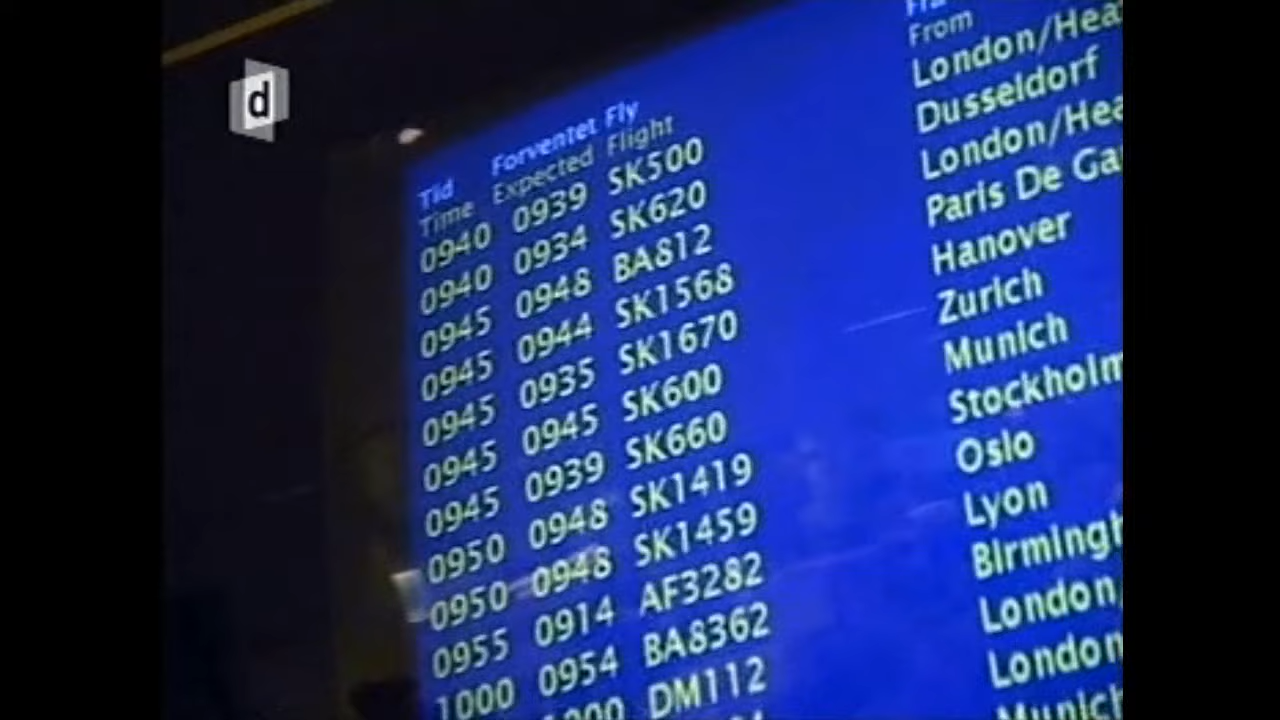 d
Tid Forventet Fly
Time Expected Flight From
0940 0939 SK500 London/Hea
0940 0934 SK620 Dusseldorf
0945 0948 BA812 London/Hea
0945 0944 SK1568 Paris De Ga
0945 0935 SK1670 Hanover
0945 0945 SK600 Zurich
0945 0939 SK660 Munich
0950 0948 SK1419 Stockholm
0950 0948 SK1459 Oslo
0955 0914 AF3282 Lyon
1000 0954 BA8362 Birmingh
DM112 London/
London
Munich